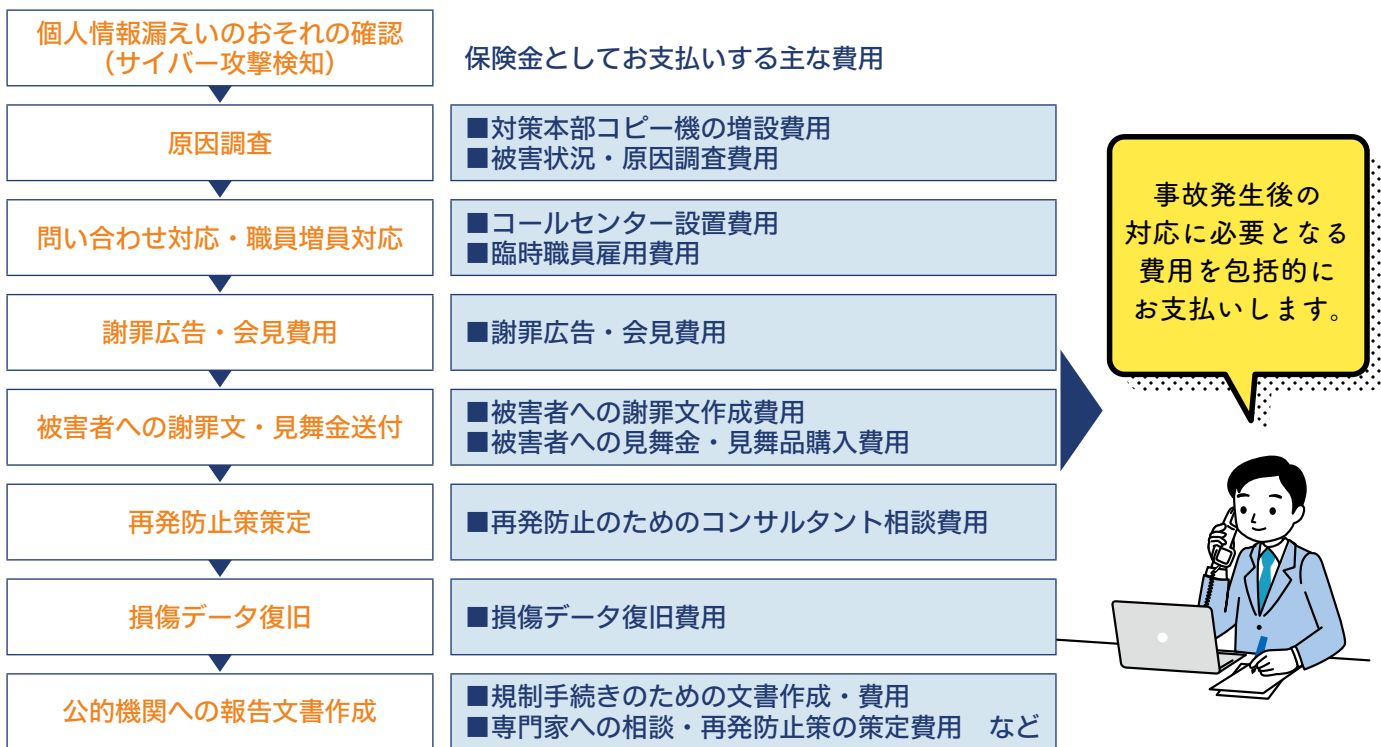 個人情報漏えいのおそれの確認
（サイバー攻撃検知）
保険金としてお支払いする主な費用
原因調査
■対策本部コピー機の増設費用
■被害状況・原因調査費用
問い合わせ対応・職員増員対応
■コールセンター設置費用
■臨時職員雇用費用
謝罪広告・会見費用
■謝罪広告・会見費用
被害者への謝罪文・見舞金送付
■被害者への謝罪文作成費用
■被害者への見舞金・見舞品購入費用
再発防止策策定
■再発防止のためのコンサルタント相談費用
損傷データ復旧
■損傷データ復旧費用
公的機関への報告文書作成
■規制手続きのための文書作成・費用
■専門家への相談・再発防止策の策定費用　など
事故発生後の
対応に必要となる
費用を包括的に
お支払いします。